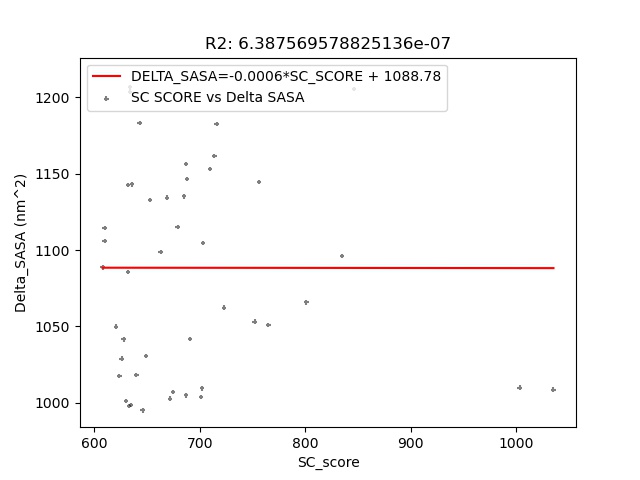 R2: 6.387569578825136e-07
DELTA_SASA=-0.0006*SC_SCORE + 1088.78
SC SCORE vs Delta SASA
Delta_SASA (nm^2)
1200
1150
1100
1050
1000
600 700 800 900 1000
SC_score